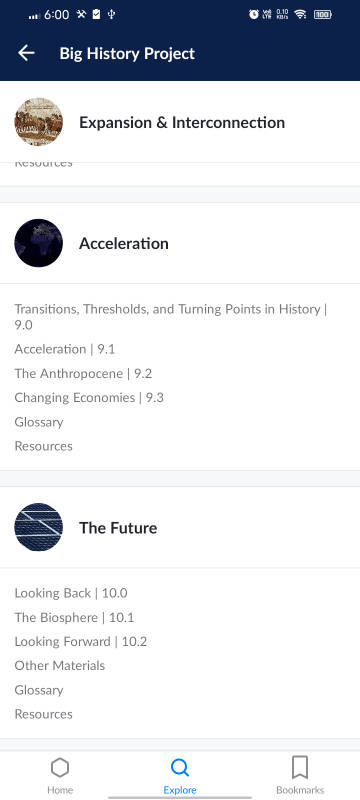 6:00
Vo LTE
0.10 KB/s
100
Big History Project
Expansion & Interconnection
Resources
Acceleration
Transitions, Thresholds, and Turning Points in History |
9.0
Acceleration | 9.1
The Anthropocene | 9.2
Changing Economies | 9.3
Glossary
Resources
The Future
Looking Back | 10.0
The Biosphere | 10.1
Looking Forward | 10.2
Other Materials
Glossary
Resources
Home
Explore
Bookmarks